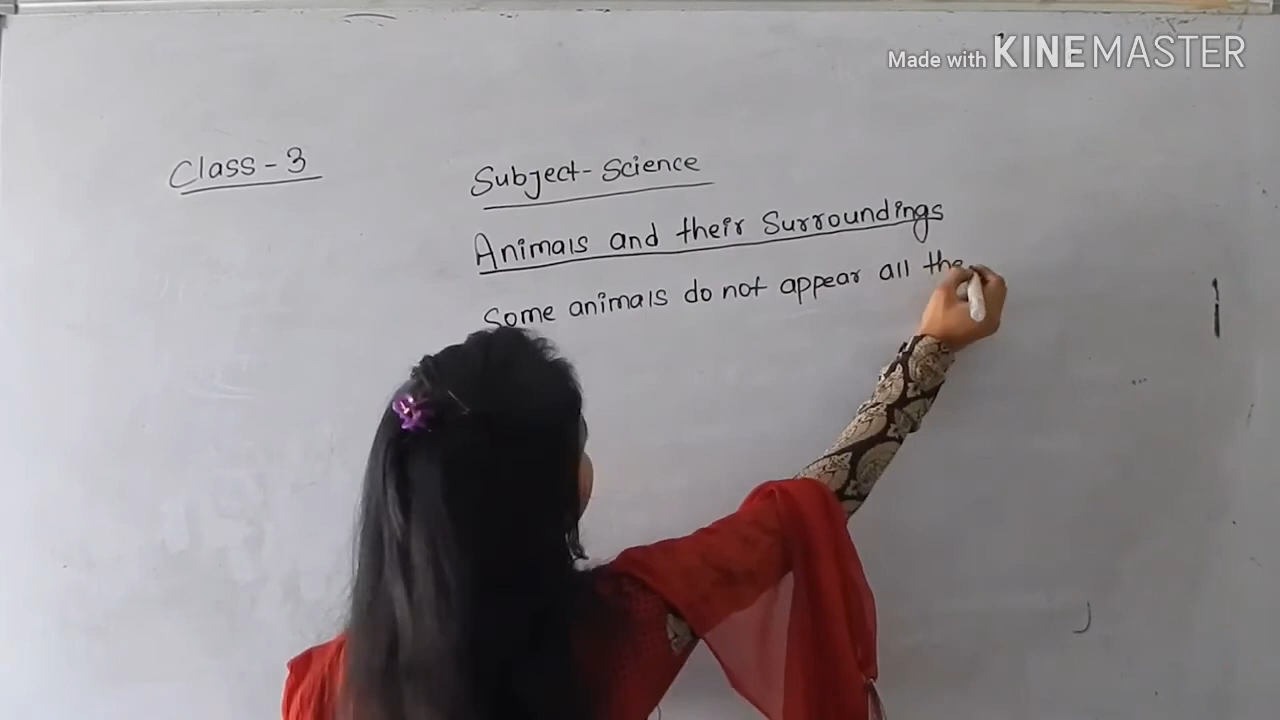 Made with KINEMASTER
Class - 3
Subject - Science
Animals and their Surroundings
Some animals do not appear all the